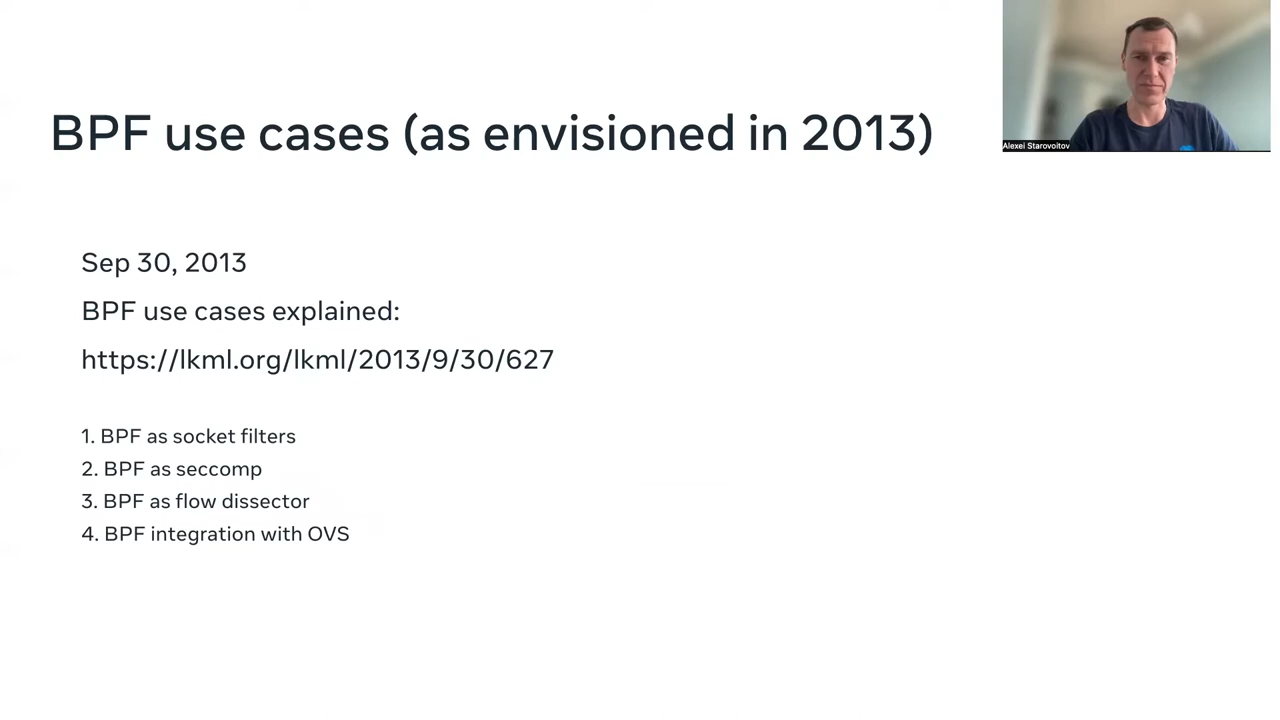 BPF use cases (as envisioned in 2013)
Alexei Starovoitov
Sep 30, 2013
BPF use cases explained:
https://lkml.org/lkml/2013/9/30/627
1. BPF as socket filters
2. BPF as seccomp
3. BPF as flow dissector
4. BPF integration with OVS